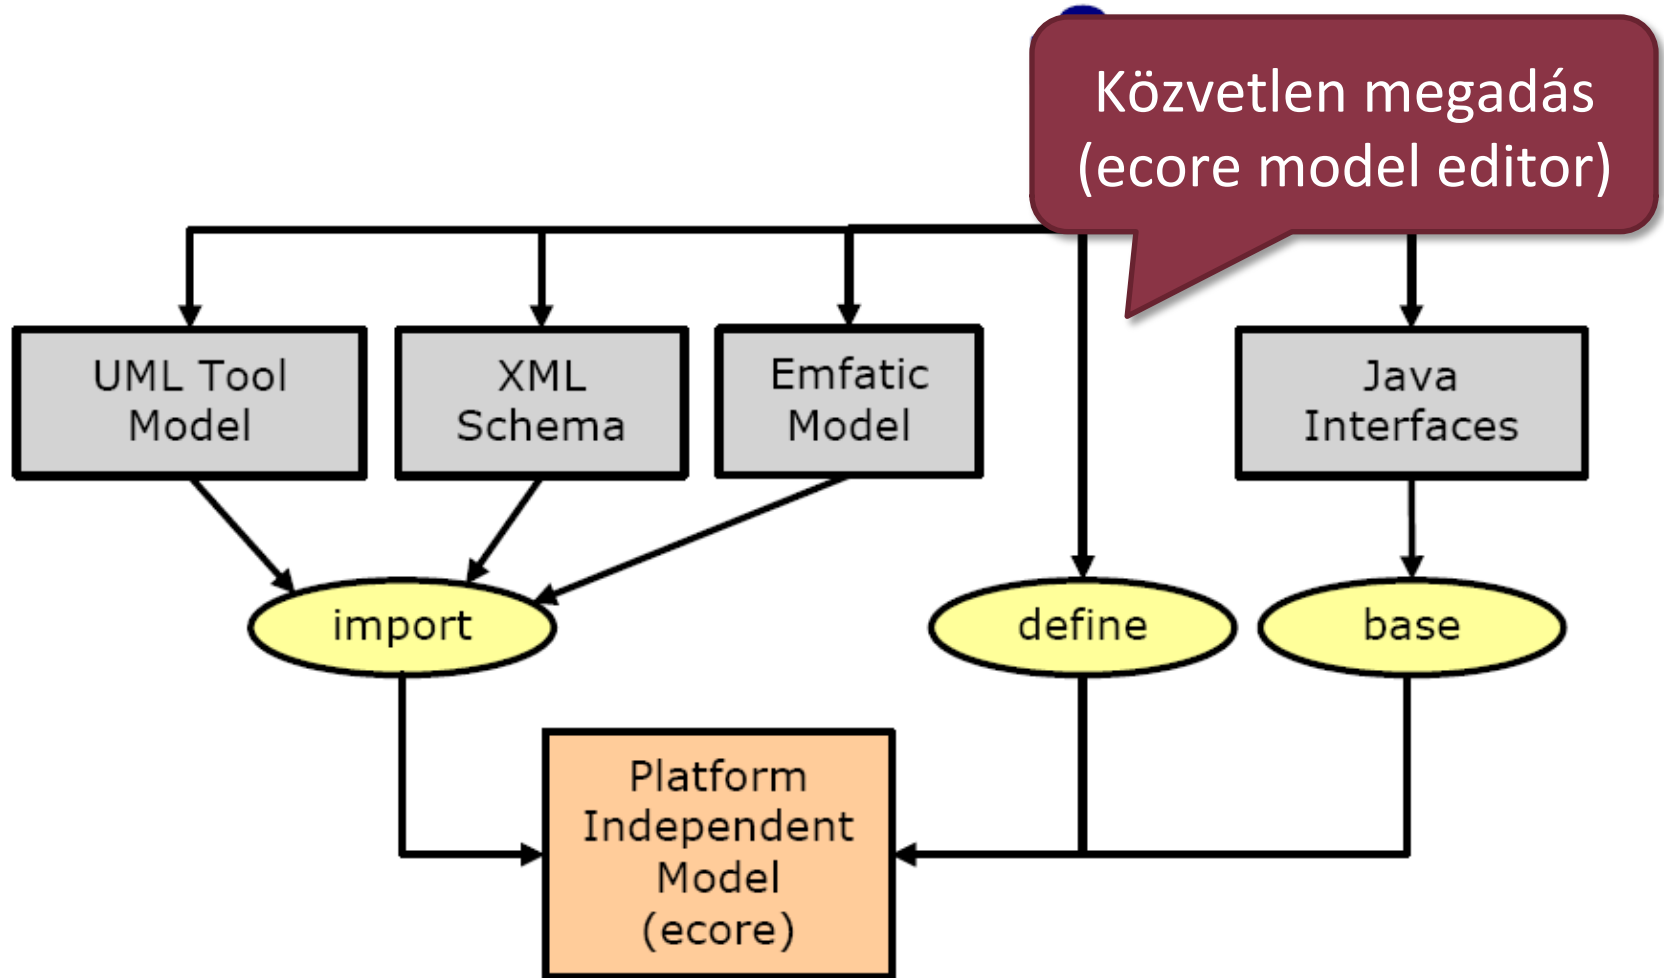 Közvetlen megadás
(ecore model editor)
UML Tool
Model
XML
Schema
Emfatic
Model
Java
Interfaces
import
define
base
Platform
Independent
Model
(ecore)